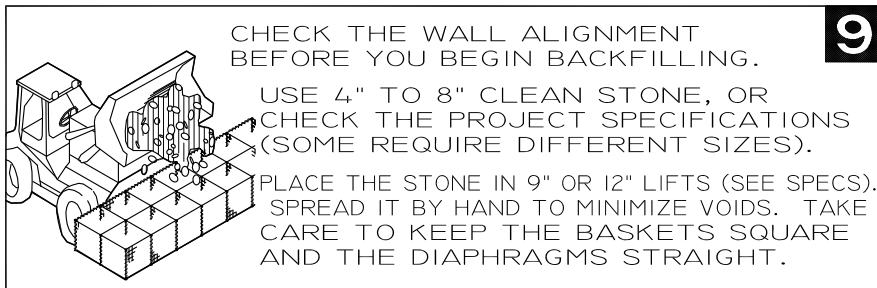 9
CHECK THE WALL ALIGNMENT
BEFORE YOU BEGIN BACKFILLING.
USE 4" TO 8" CLEAN STONE, OR
CHECK THE PROJECT SPECIFICATIONS
(SOME REQUIRE DIFFERENT SIZES).
PLACE THE STONE IN 9" OR 12" LIFTS (SEE SPECS).
SPREAD IT BY HAND TO MINIMIZE VOIDS. TAKE
CARE TO KEEP THE BASKETS SQUARE
AND THE DIAPHRAGMS STRAIGHT.